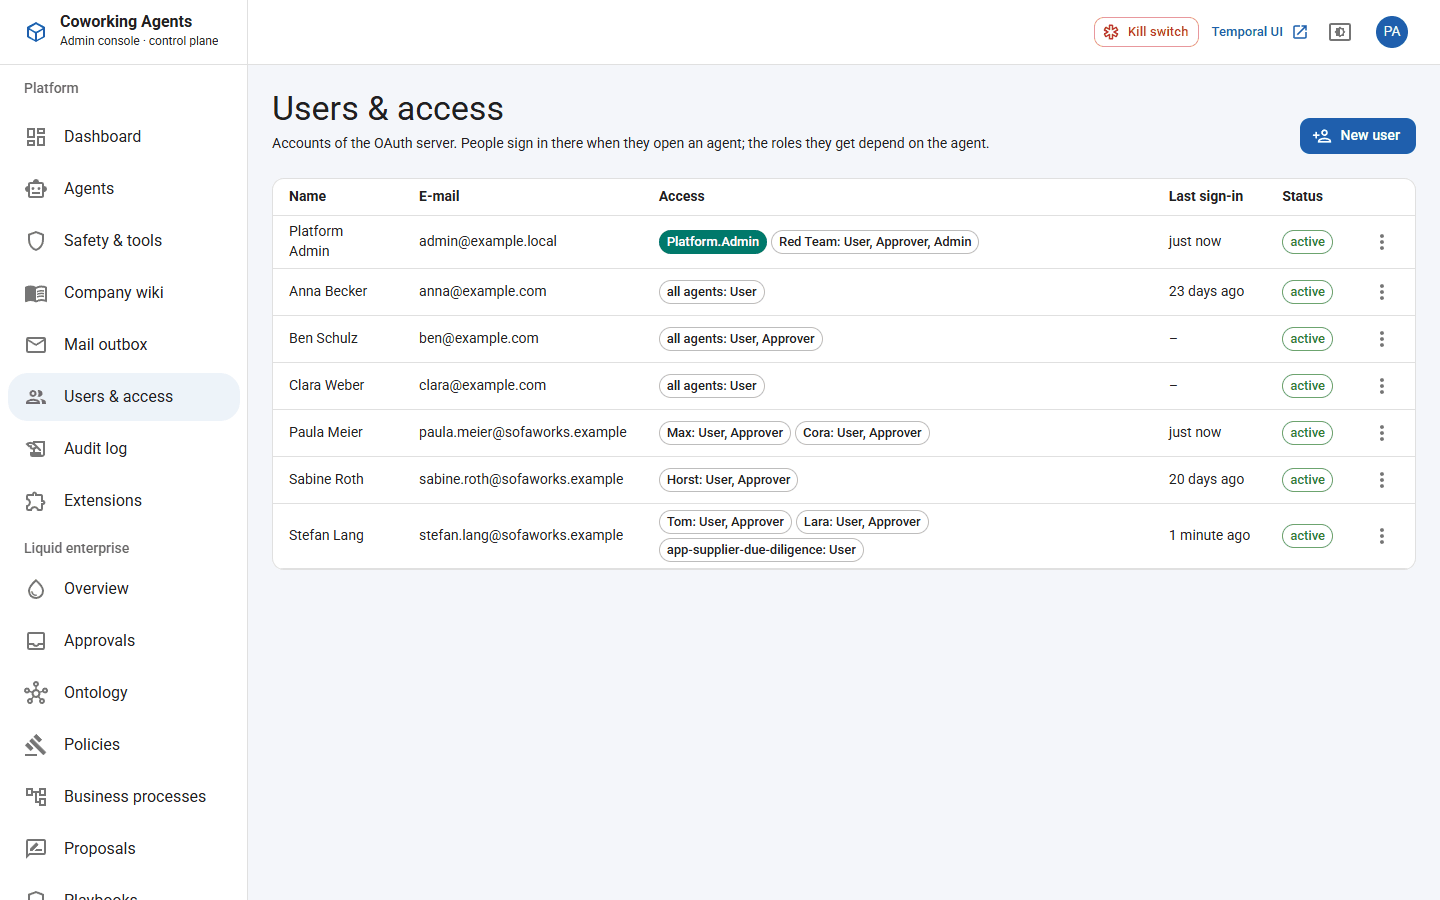 Coworking Agents
Admin console · control plane
Kill switch
Temporal UI
PA
Platform
Dashboard
Agents
Safety & tools
Company wiki
Mail outbox
Users & access
Audit log
Extensions
Liquid enterprise
Overview
Approvals
Ontology
Policies
Business processes
Proposals
Playbooks
Users & access
Accounts of the OAuth server. People sign in there when they open an agent; the roles they get depend on the agent.
New user
Name E-mail Access Last sign-in Status
Platform Admin admin@example.local Platform.Admin Red Team: User, Approver, Admin just now active
Anna Becker anna@example.com all agents: User 23 days ago active
Ben Schulz ben@example.com all agents: User, Approver – active
Clara Weber clara@example.com all agents: User – active
Paula Meier paula.meier@sofaworks.example Max: User, Approver Cora: User, Approver just now active
Sabine Roth sabine.roth@sofaworks.example Horst: User, Approver 20 days ago active
Stefan Lang stefan.lang@sofaworks.example Tom: User, Approver Lara: User, Approver app-supplier-due-diligence: User 1 minute ago active